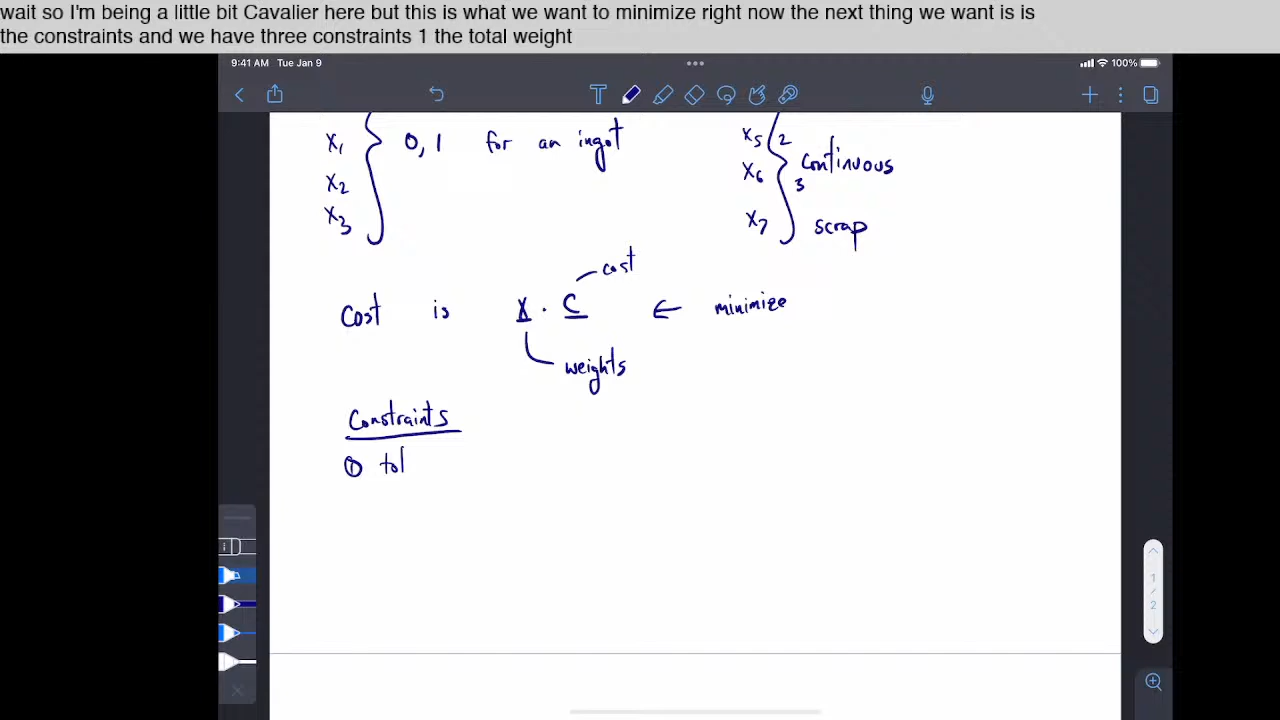 wait so I'm being a little bit Cavalier here but this is what we want to minimize right now the next thing we want is is
the constraints and we have three constraints 1 the total weight
9:41 AM Tue Jan 9
100%
x1 0, 1 for an ingot
x2
x3
x5 2
x6 3 continuous
x7 scrap
cost
Cost is X · C ← minimize
weights
Constraints
① tot
1
/
2